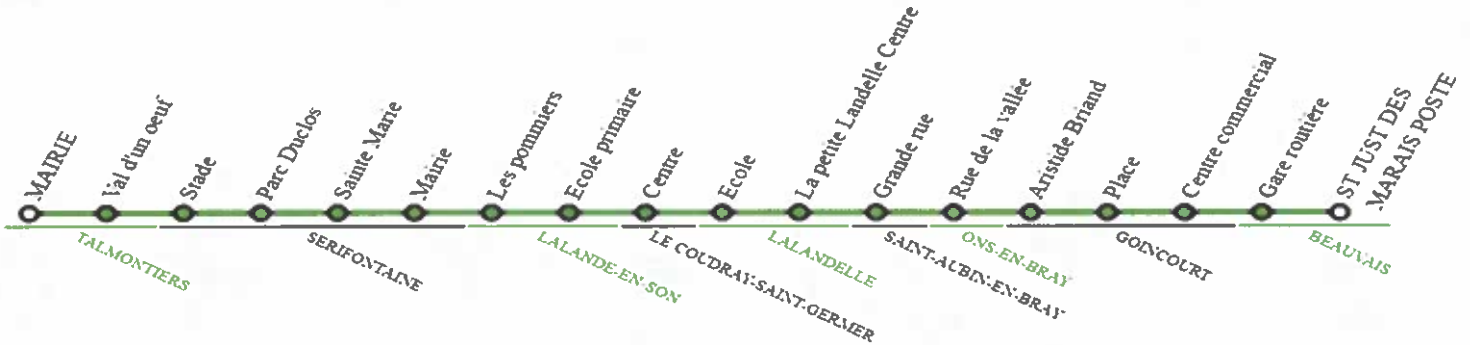 MAIRIE
Val d'un oeuf
Stade
Parc Duclos
Sainte Marie
Mairie
Les pommiers
Ecole primaire
Centre
Ecole
La petite Landelle Centre
Grande rue
Rue de la vallée
Aristide Briand
Place
Centre commercial
Gare routière
ST JUST DES
MARAIS POSTE
TALMONTIERS
SERIFONTAINE
LALANDE-EN-SON
LE COUDRAY-SAINT-GERMER
LALANDELLE
SAINT-AUBIN-EN-BRAY
ONS-EN-BRAY
GOINCOURT
BEAUVAIS